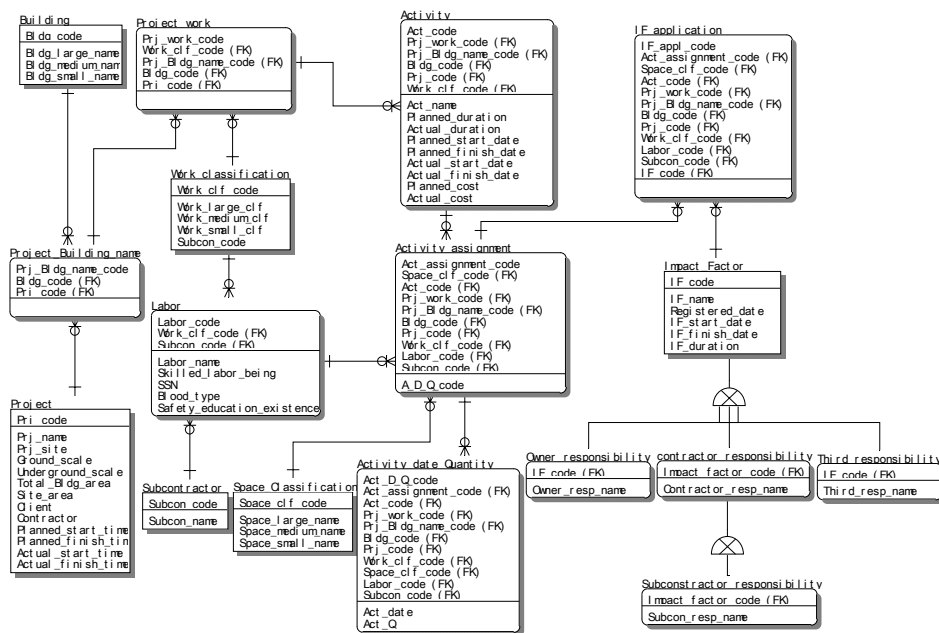 Building
Bldg_code
Bldg_large_name
Bldg_medium_nam
Bldg_small_name
Project_work
Prj_work_code
Work_clf_code (FK)
Prj_Bldg_name_code (FK)
Bldg_code (FK)
Prj_code (FK)
Activity
Act_code
Prj_work_code (FK)
Prj_Bldg_name_code (FK)
Bldg_code (FK)
Prj_code (FK)
Work_clf_code (FK)
Act_name
Planned_duration
Actual_duration
Planned_start_date
Planned_finish_date
Actual_start_date
Actual_finish_date
Planned_cost
Actual_cost
IF_application
IF_appl_code
Act_assignment_code (FK)
Space_clf_code (FK)
Act_code (FK)
Prj_work_code (FK)
Prj_Bldg_name_code (FK)
Bldg_code (FK)
Prj_code (FK)
Work_clf_code (FK)
Labor_code (FK)
Subcon_code (FK)
IF_code (FK)
Work_classification
Work_clf_code
Work_large_clf
Work_medium_clf
Work_small_clf
Subcon_code
Project_Building_name
Prj_Bldg_name_code
Bldg_code (FK)
Prj_code (FK)
Activity_assignment
Act_assignment_code
Space_clf_code (FK)
Act_code (FK)
Prj_work_code (FK)
Prj_Bldg_name_code (FK)
Bldg_code (FK)
Prj_code (FK)
Work_clf_code (FK)
Labor_code (FK)
Subcon_code (FK)
A_D_Q_code
Impact_Factor
IF_code
IF_name
Registered_date
IF_start_date
IF_finish_date
IF_duration
Labor
Labor_code
Work_clf_code (FK)
Subcon_code (FK)
Labor_name
Skilled_labor_being
SSN
Blood_type
Safety_education_existence
Project
Prj_code
Prj_name
Prj_site
Ground_scale
Underground_scale
Total_Bldg_area
Site_area
Client
Contractor
Planned_start_time
Planned_finish_tim
Actual_start_time
Actual_finish_time
Subcontractor
Subcon_code
Subcon_name
Space_Classification
Space_clf_code
Space_large_name
Space_medium_name
Space_small_name
Activity_date_Quantity
Act_D_Q_code
Act_assignment_code (FK)
Act_code (FK)
Prj_work_code (FK)
Prj_Bldg_name_code (FK)
Bldg_code (FK)
Prj_code (FK)
Work_clf_code (FK)
Space_clf_code (FK)
Labor_code (FK)
Subcon_code (FK)
Act_date
Act_Q
Owner_responsibility
IF_code (FK)
Owner_resp_name
contractor_responsibility
Impact_factor_code (FK)
Contractor_resp_name
Third_responsibility
IF_code (FK)
Third_resp_name
Subconstractor_responsibility
Impact_factor_code (FK)
Subcon_resp_name